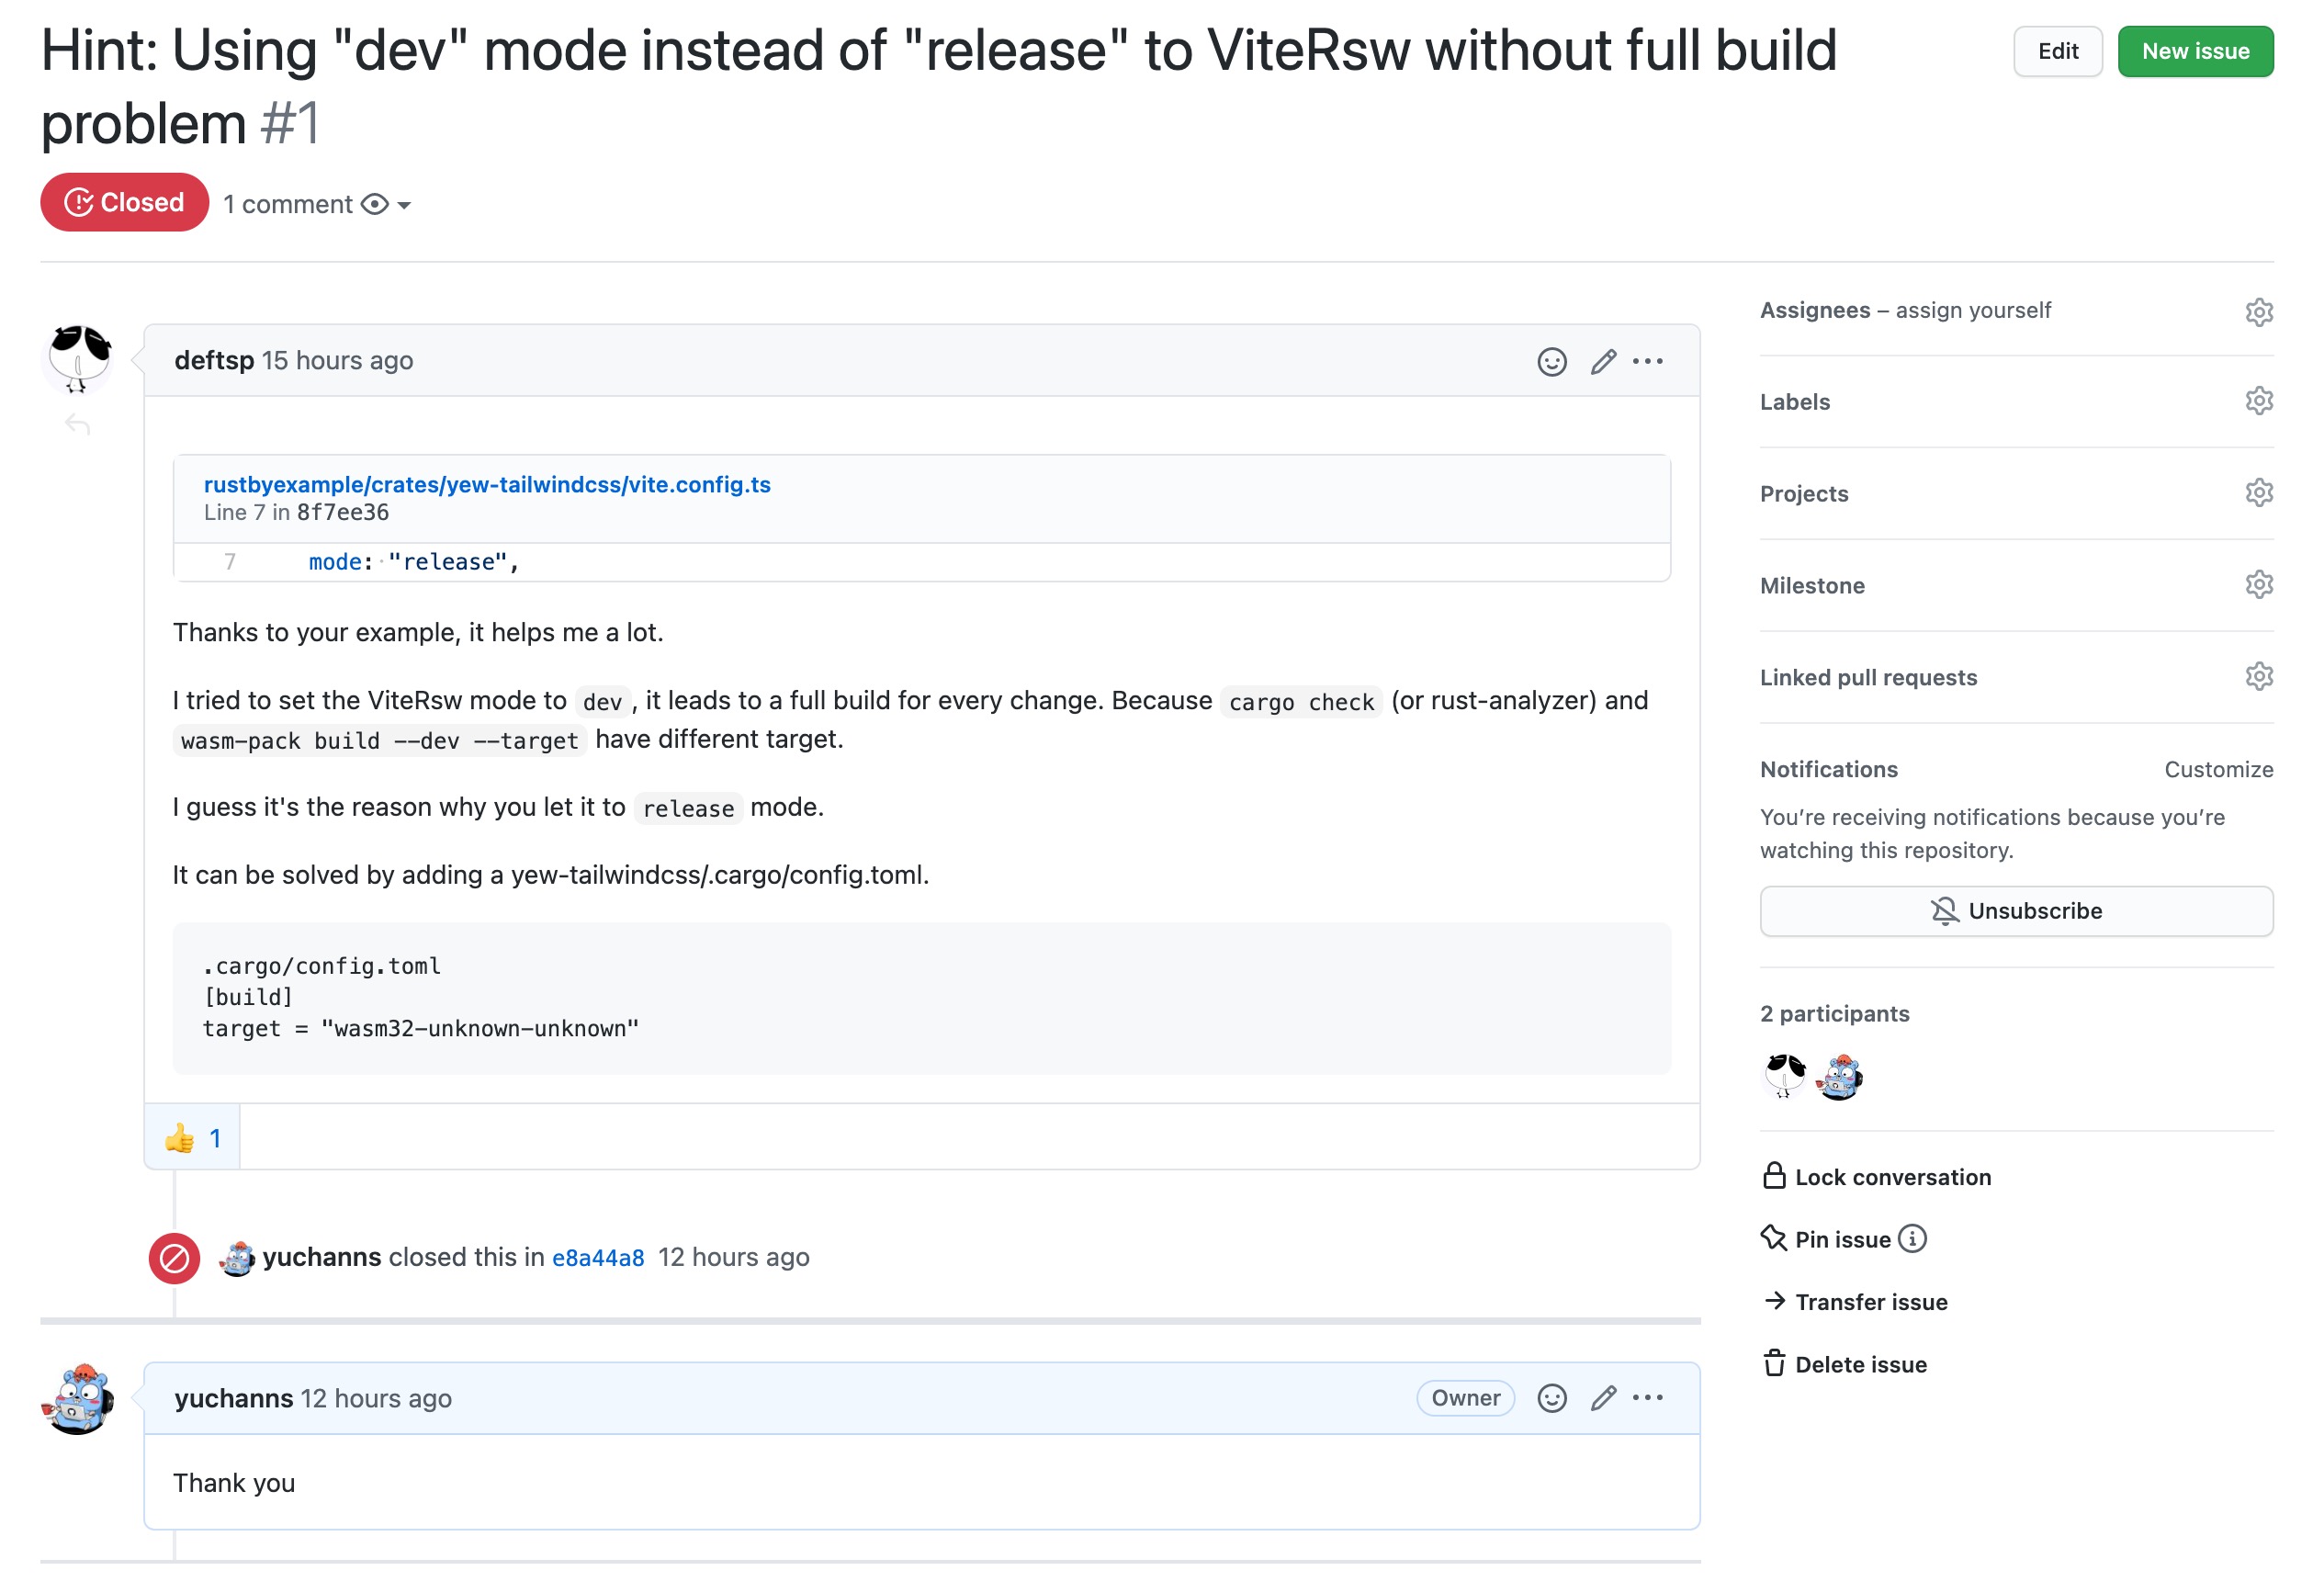 Hint: Using "dev" mode instead of "release" to ViteRsw without full build
problem #1
Edit
New issue
Closed
1 comment
deftsp 15 hours ago
rustbyexample/crates/yew-tailwindcss/vite.config.ts
Line 7 in 8f7ee36
7 mode: "release",
Thanks to your example, it helps me a lot.
I tried to set the ViteRsw mode to dev, it leads to a full build for every change. Because cargo check (or rust-analyzer) and
wasm-pack build --dev --target have different target.
I guess it's the reason why you let it to release mode.
It can be solved by adding a yew-tailwindcss/.cargo/config.toml.
.cargo/config.toml
[build]
target = "wasm32-unknown-unknown"
👍 1
yuchanns closed this in e8a44a8 12 hours ago
yuchanns 12 hours ago
Owner
Thank you
Assignees – assign yourself
Labels
Projects
Milestone
Linked pull requests
Notifications
Customize
You’re receiving notifications because you’re
watching this repository.
Unsubscribe
2 participants
Lock conversation
Pin issue
Transfer issue
Delete issue